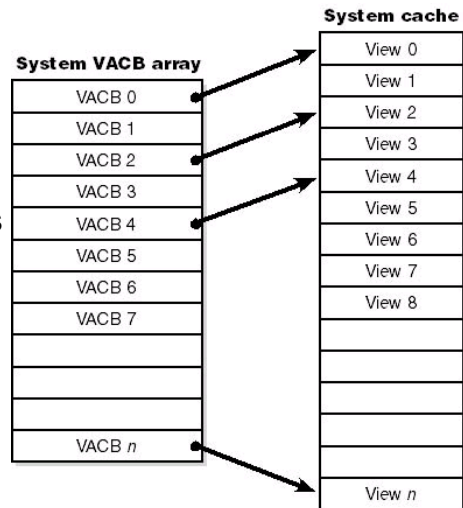 System cache
View 0
View 1
View 2
View 3
View 4
View 5
View 6
View 7
View 8
View n
System VACB array
VACB 0
VACB 1
VACB 2
VACB 3
VACB 4
VACB 5
VACB 6
VACB 7
VACB n